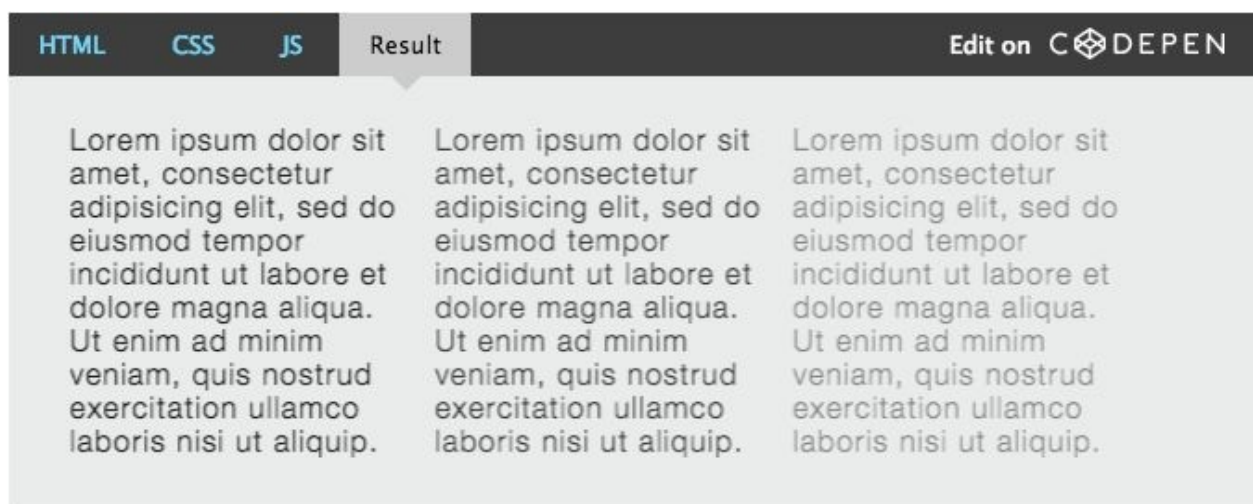 HTML CSS JS Result Edit on CODEPEN
Lorem ipsum dolor sit
amet, consectetur
adipisicing elit, sed do
eiusmod tempor
incididunt ut labore et
dolore magna aliqua.
Ut enim ad minim
veniam, quis nostrud
exercitation ullamco
laboris nisi ut aliquip.
Lorem ipsum dolor sit
amet, consectetur
adipisicing elit, sed do
eiusmod tempor
incididunt ut labore et
dolore magna aliqua.
Ut enim ad minim
veniam, quis nostrud
exercitation ullamco
laboris nisi ut aliquip.
Lorem ipsum dolor sit
amet, consectetur
adipisicing elit, sed do
eiusmod tempor
incididunt ut labore et
dolore magna aliqua.
Ut enim ad minim
veniam, quis nostrud
exercitation ullamco
laboris nisi ut aliquip.